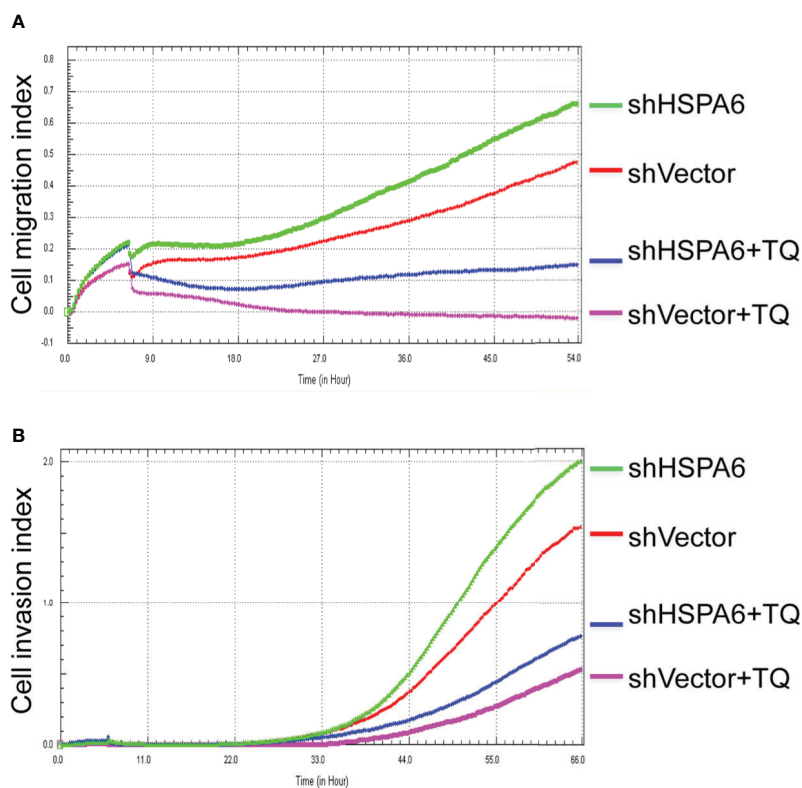 A
Cell migration index
0.8
0.7
0.6
0.5
0.4
0.3
0.2
0.1
0.0
-0.1
0.0 9.0 18.0 27.0 36.0 45.0 54.0
Time (in Hour)
shHSPA6
shVector
shHSPA6+TQ
shVector+TQ
B
Cell invasion index
2.0
1.0
0.0
0.0 11.0 22.0 33.0 44.0 55.0 66.0
Time (in Hour)
shHSPA6
shVector
shHSPA6+TQ
shVector+TQ